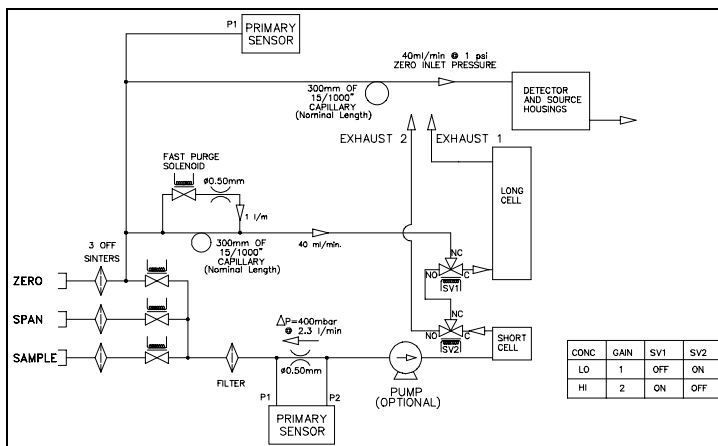 P1
PRIMARY
SENSOR
40ml/min @ 1 psi
ZERO INLET PRESSURE
300mm OF
15/1000"
CAPILLARY
(Nominal Length)
DETECTOR
AND SOURCE
HOUSINGS
EXHAUST 2
EXHAUST 1
FAST PURGE
SOLENOID
ø0.50mm
1 l/m
LONG
CELL
3 OFF
SINTERS
300mm OF
15/1000"
CAPILLARY
(Nominal Length)
40 ml/min.
NC
NO
C
SV1
ZERO
SPAN
SAMPLE
NC
NO
C
SV2
SHORT
CELL
ΔP=400mbar
@ 2.3 l/min
ø0.50mm
FILTER
P1
P2
PRIMARY
SENSOR
PUMP
(OPTIONAL)
CONC GAIN SV1 SV2
LO 1 OFF ON
HI 2 ON OFF